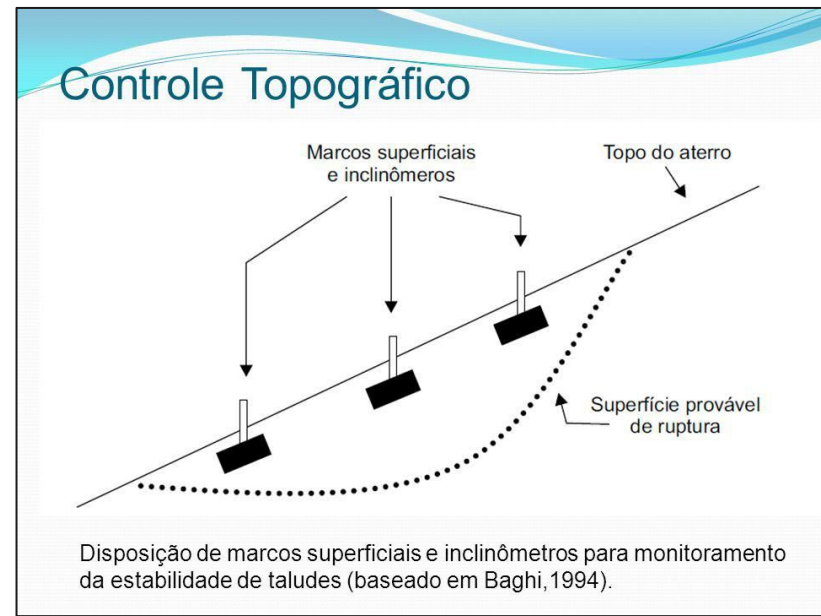 Controle Topográfico
Marcos superficiais
e inclinômeros
Topo do aterro
Superfície provável
de ruptura
Disposição de marcos superficiais e inclinômetros para monitoramento
da estabilidade de taludes (baseado em Baghi,1994).